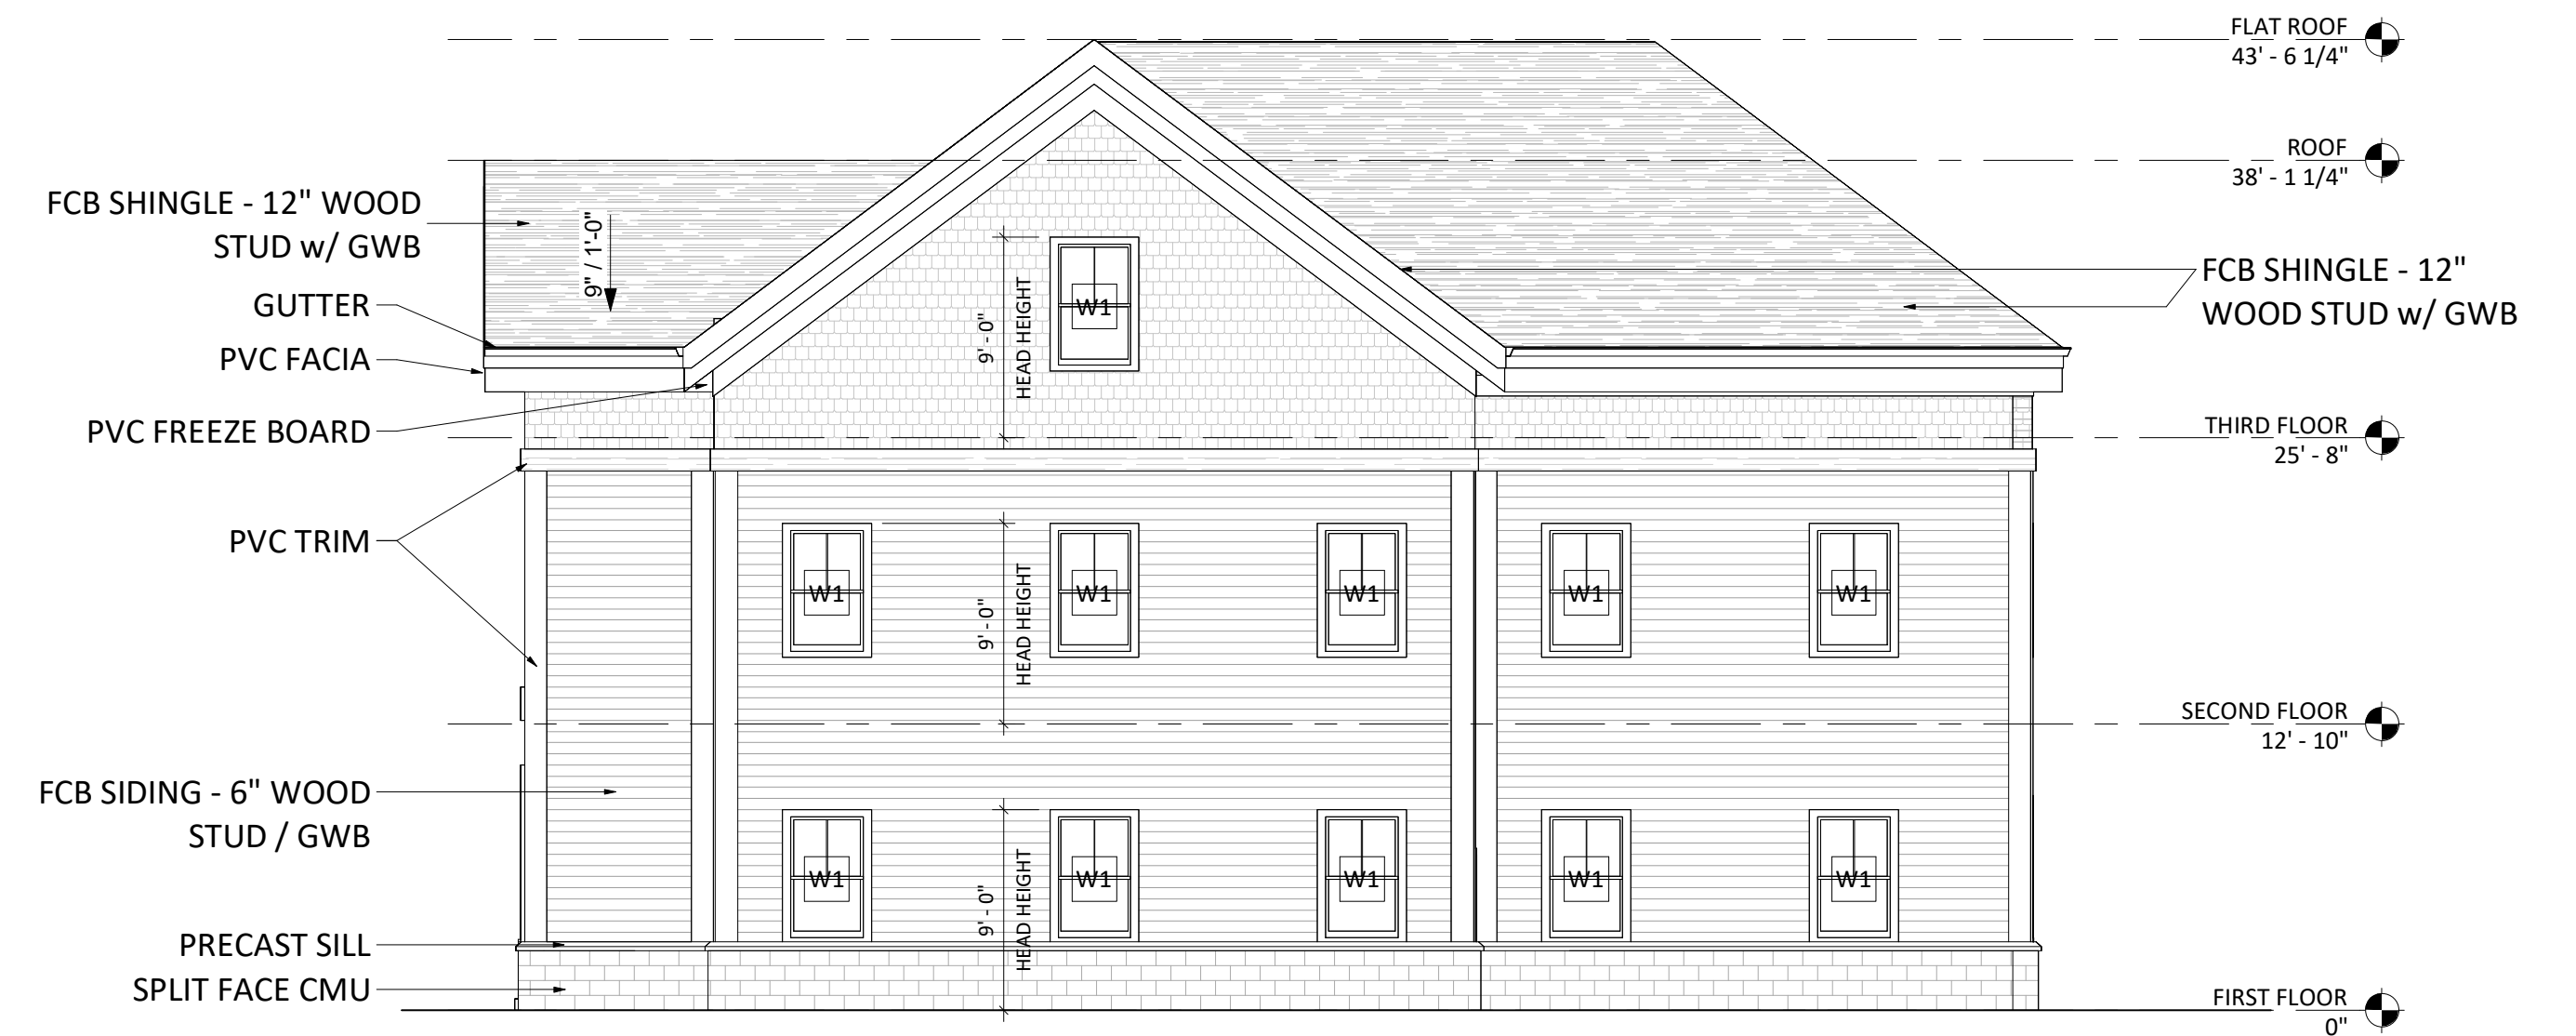 FLAT ROOF
43' - 6 1/4"
ROOF
38' - 1 1/4"
FCB SHINGLE - 12" WOOD
STUD w/ GWB
9" / 1'-0"
GUTTER
PVC FACIA
PVC FREEZE BOARD
W1
9' - 0"
HEAD HEIGHT
FCB SHINGLE - 12"
WOOD STUD w/ GWB
THIRD FLOOR
25' - 8"
PVC TRIM
W1
9' - 0"
HEAD HEIGHT
W1
W1
W1
W1
SECOND FLOOR
12' - 10"
FCB SIDING - 6" WOOD
STUD / GWB
W1
9' - 0"
HEAD HEIGHT
W1
W1
W1
W1
PRECAST SILL
SPLIT FACE CMU
FIRST FLOOR
0"